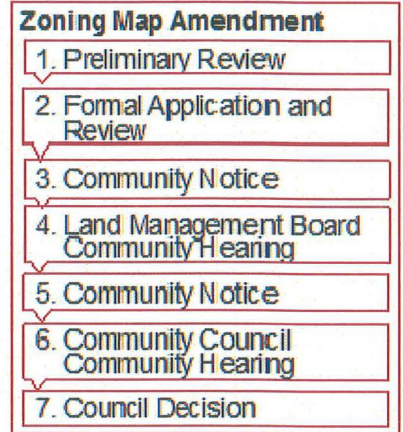 Zoning Map Amendment
1. Preliminary Review
2. Formal Application and
Review
3. Community Notice
4. Land Management Board
Community Hearing
5. Community Notice
6. Community Council
Community Hearing
7. Council Decision